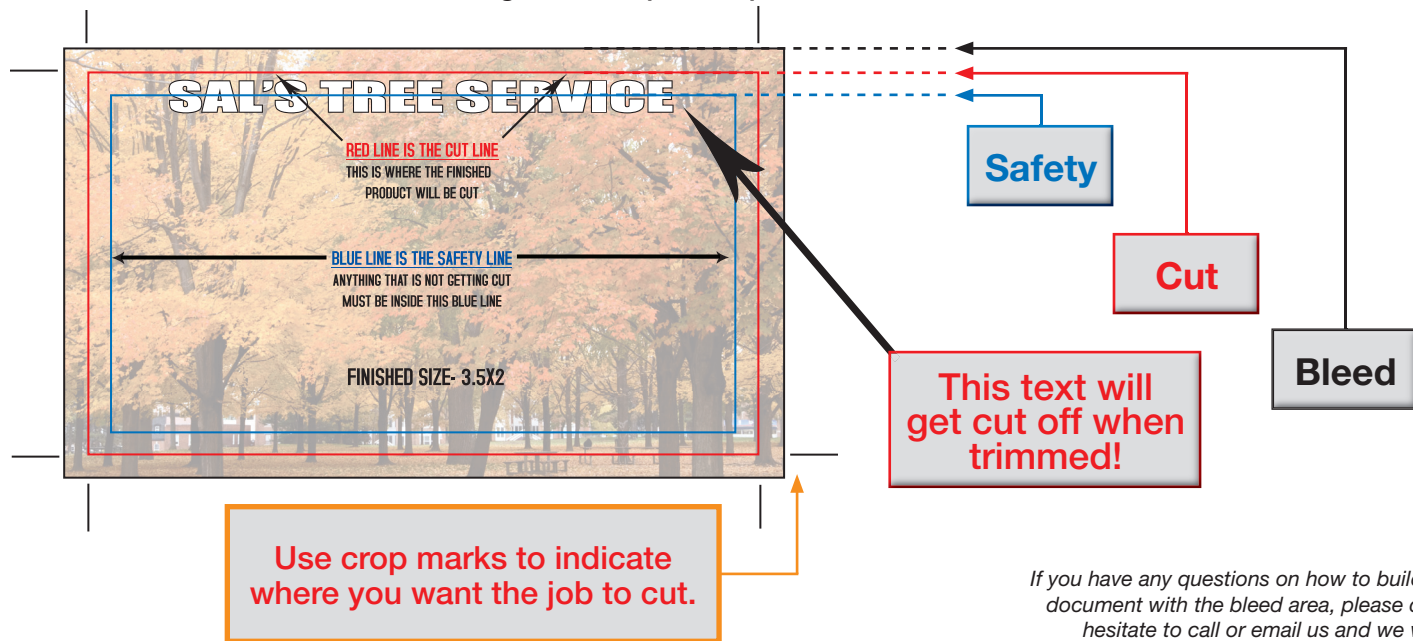 SAL'S TREE SERVICE
RED LINE IS THE CUT LINE
THIS IS WHERE THE FINISHED
PRODUCT WILL BE CUT
BLUE LINE IS THE SAFETY LINE
ANYTHING THAT IS NOT GETTING CUT
MUST BE INSIDE THIS BLUE LINE
FINISHED SIZE- 3.5X2
Safety
Cut
Bleed
This text will
get cut off when
trimmed!
Use crop marks to indicate
where you want the job to cut.
If you have any questions on how to
document with the bleed area, please
hesitate to call or email us and we